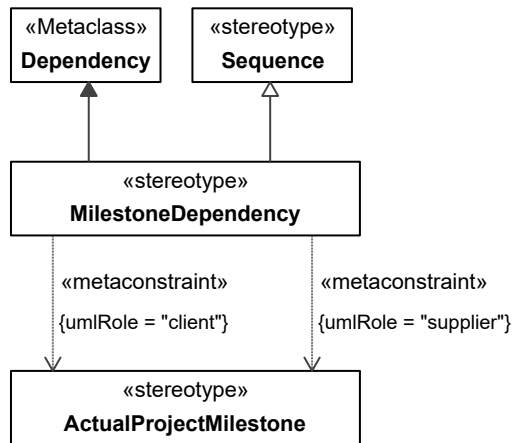 «Metaclass»
Dependency
«stereotype»
Sequence
«stereotype»
MilestoneDependency
«metaconstraint»
{umlRole = "client"}
«metaconstraint»
{umlRole = "supplier"}
«stereotype»
ActualProjectMilestone